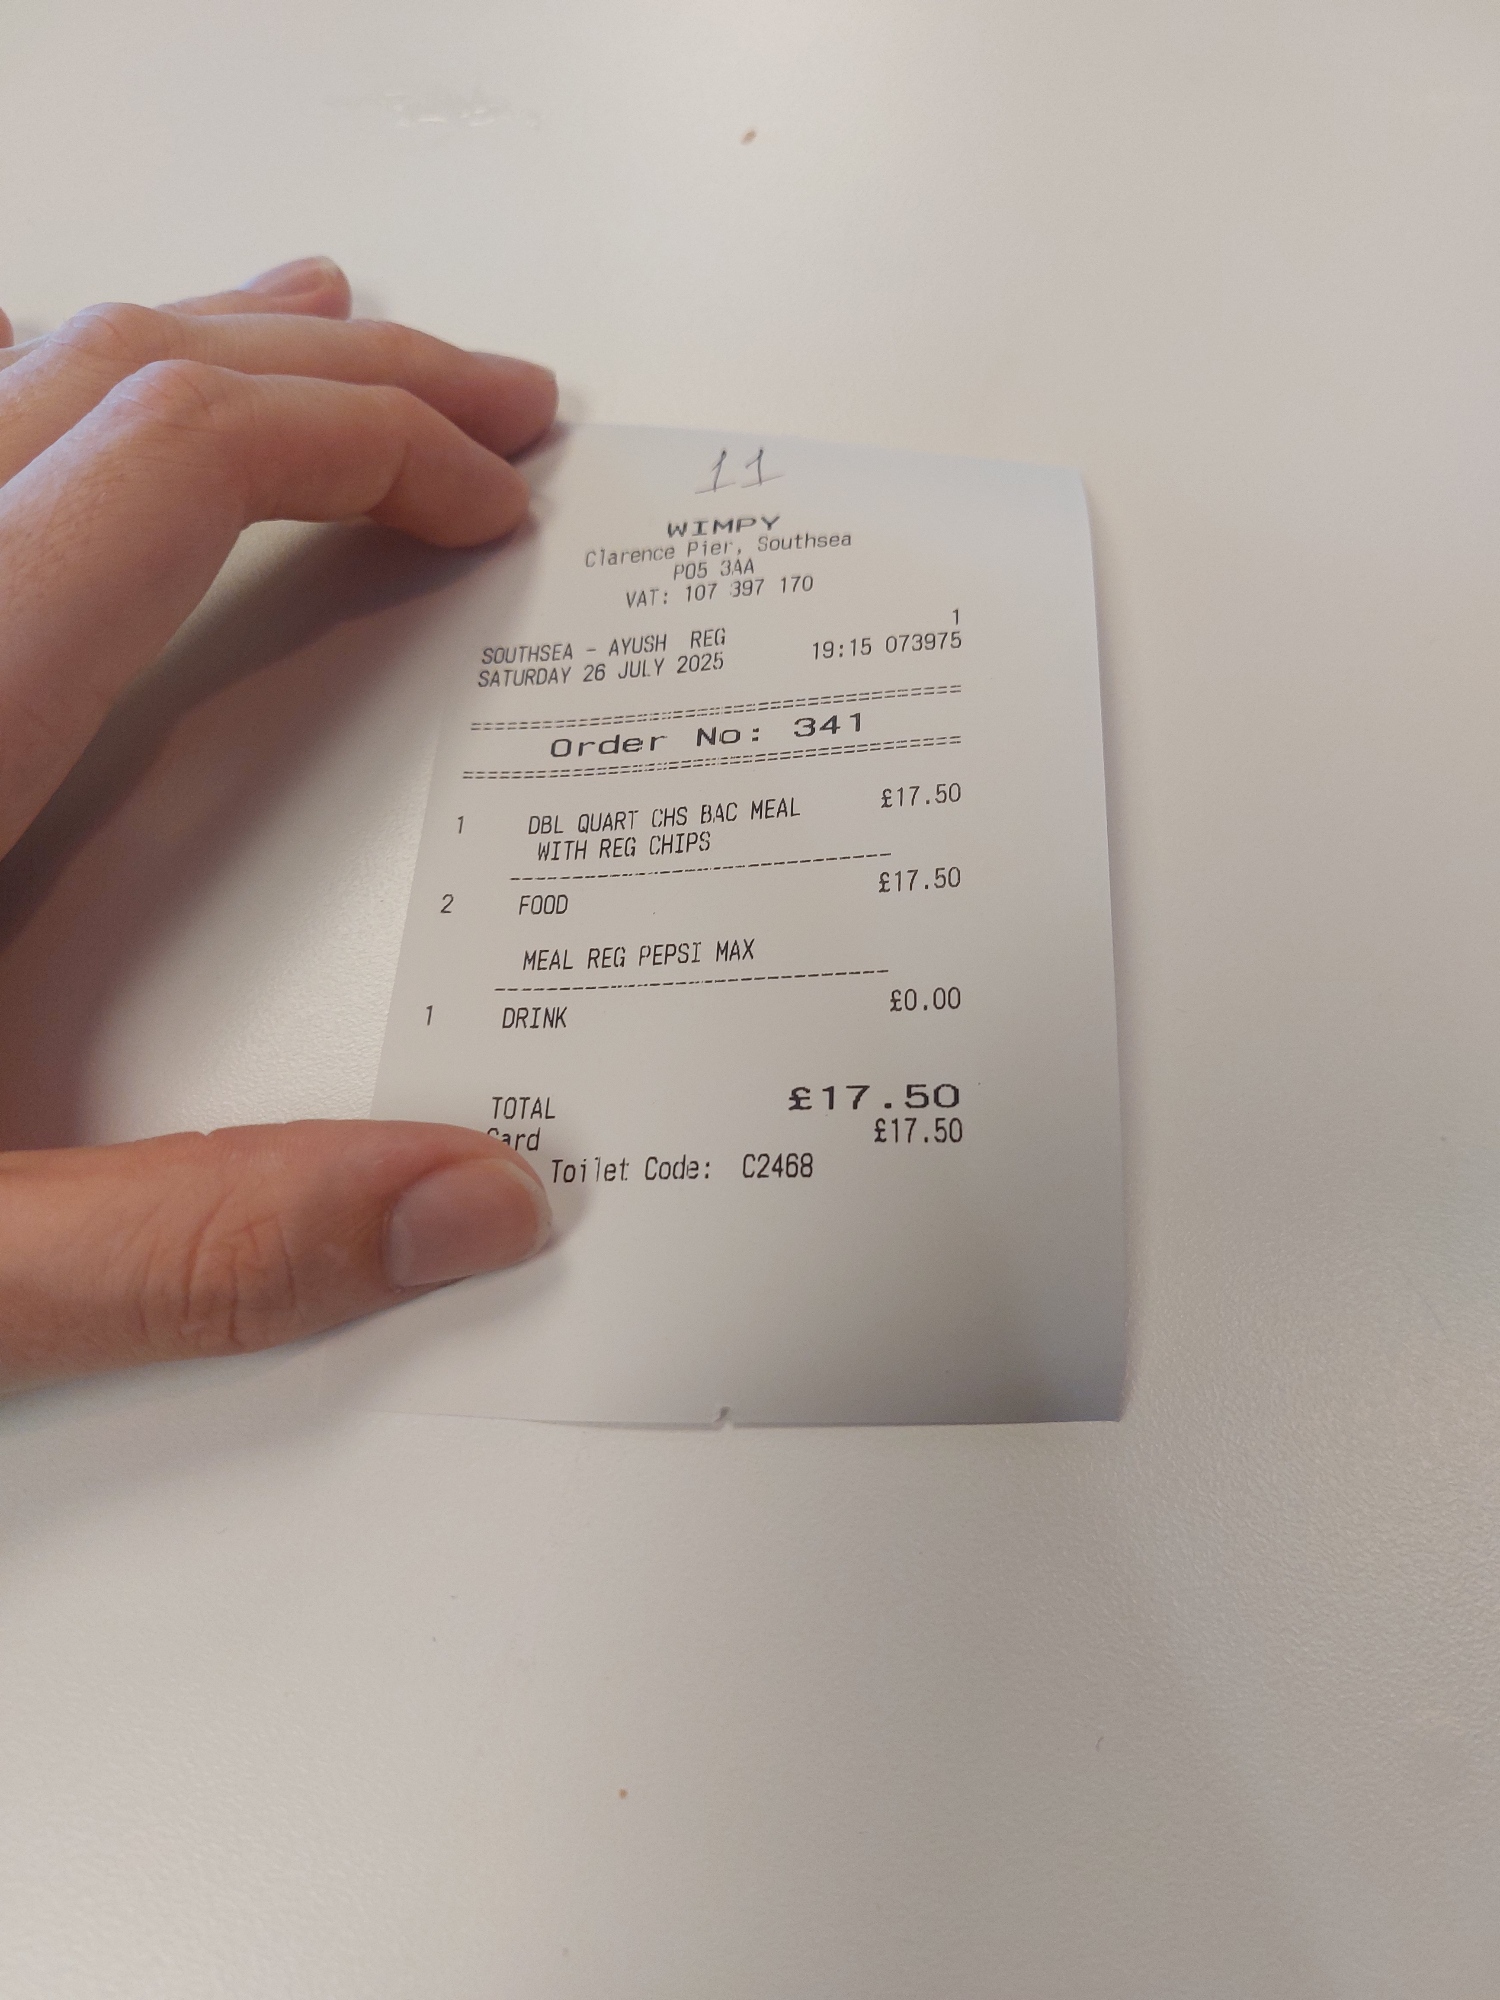 11
WIMPY
Clarence Pier, Southsea
PO5 3AA
VAT: 107 397 170
1
SOUTHSEA - AYUSH REG 19:15 073975
SATURDAY 26 JULY 2025
Order No: 341
1 DBL QUART CHS BAC MEAL £17.50
WITH REG CHIPS
2 FOOD £17.50
MEAL REG PEPSI MAX
1 DRINK £0.00
TOTAL £17.50
Card £17.50
Toilet Code: C2468